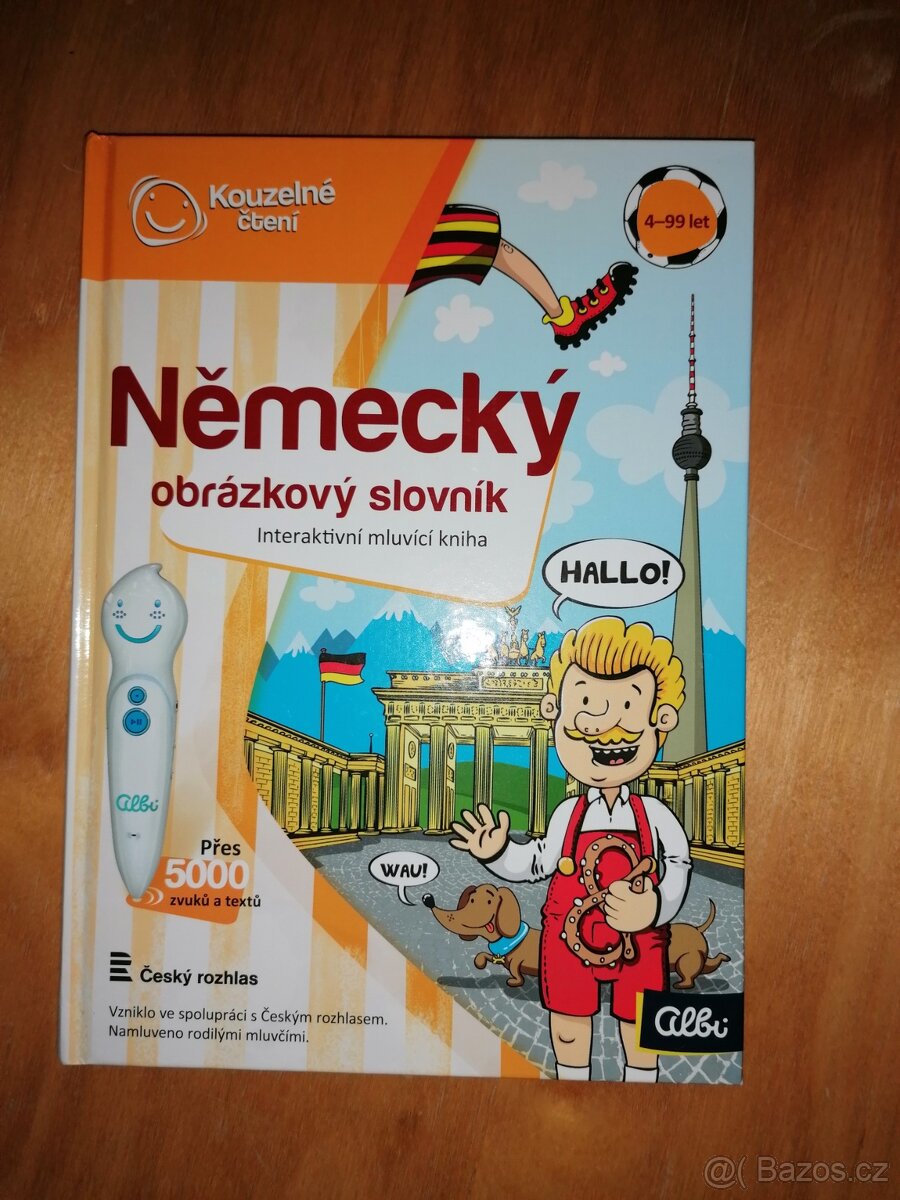 Kouzelné
čtení
4–99 let
Německý
obrázkový slovník
Interaktivní mluvící kniha
HALLO!
WAU!
albi
Přes
5000
zvuků a textů
Český rozhlas
Vzniklo ve spolupráci s Českým rozhlasem.
Namluveno rodilými mluvčími.
albi
@( Bazos.cz